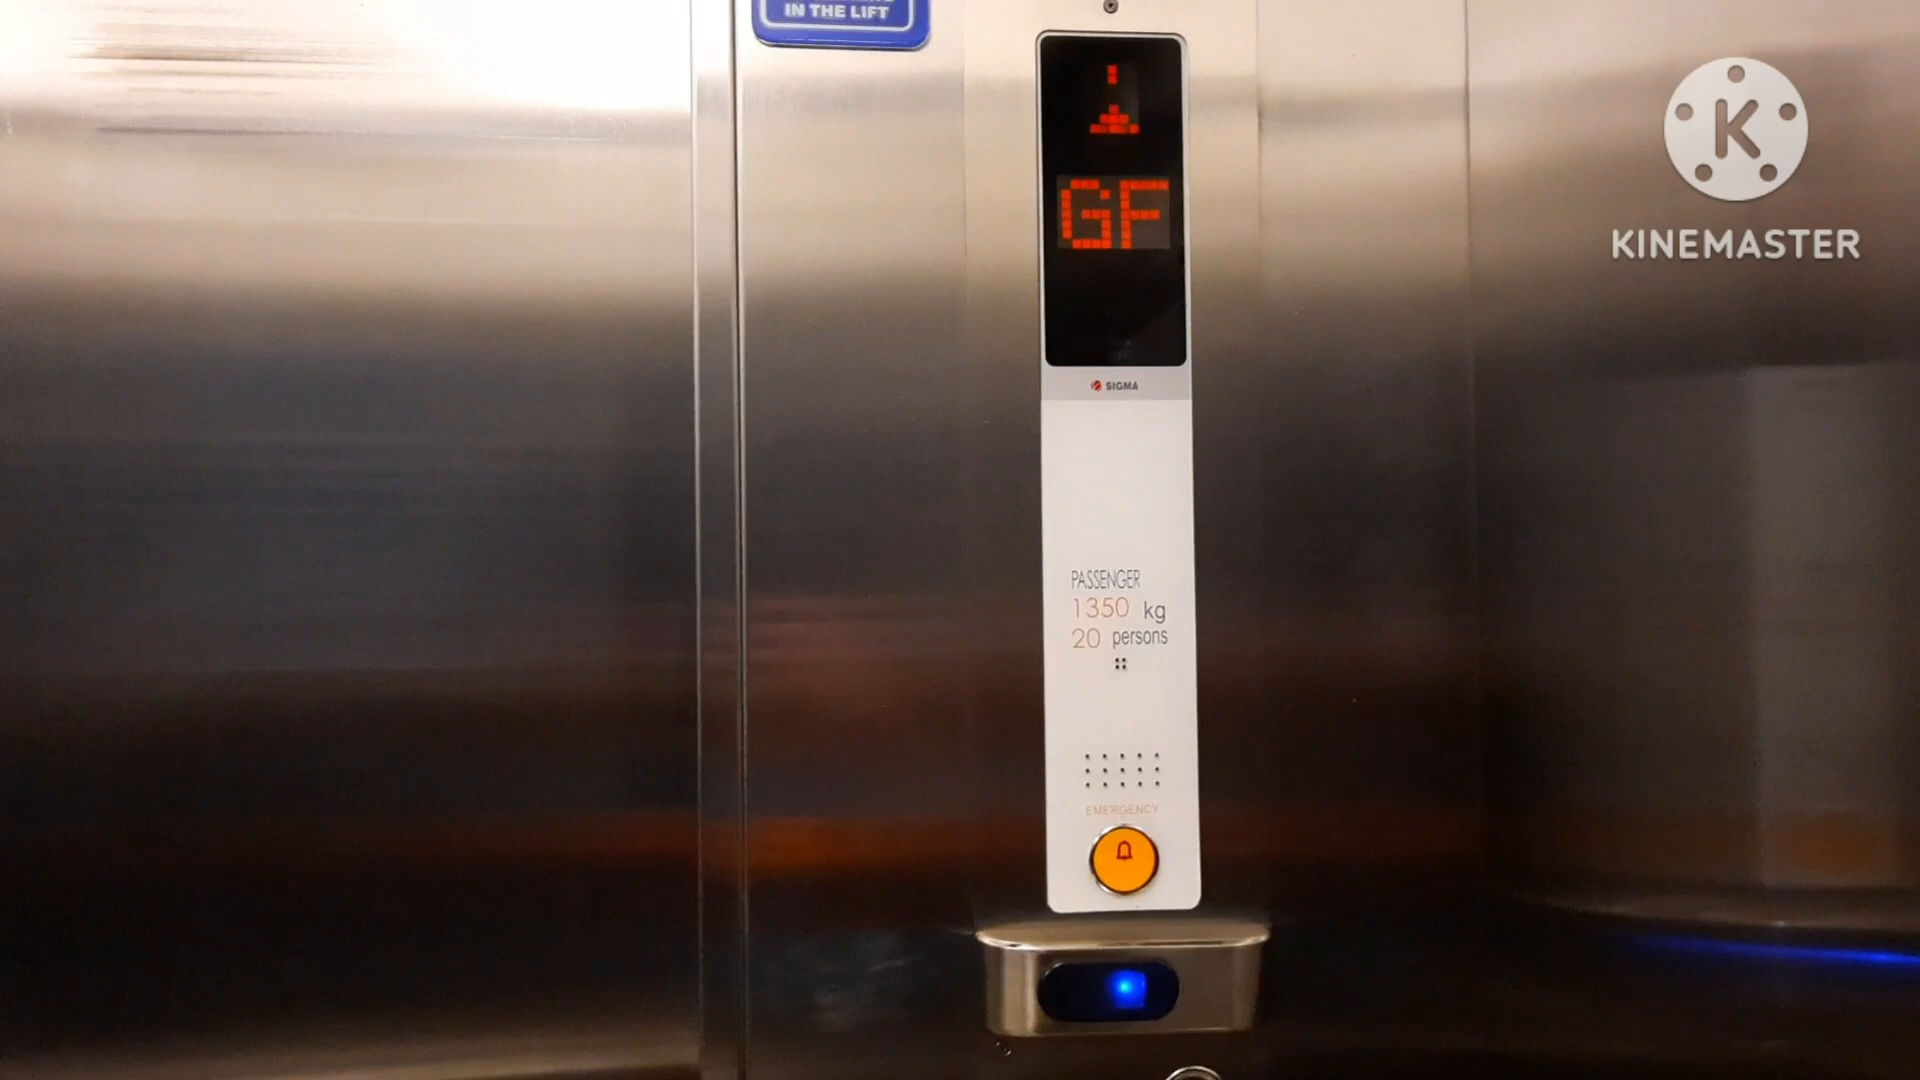 IN THE LIFT
GF
SIGMA
PASSENGER
1350 kg
20 persons
EMERGENCY
K
KINEMASTER